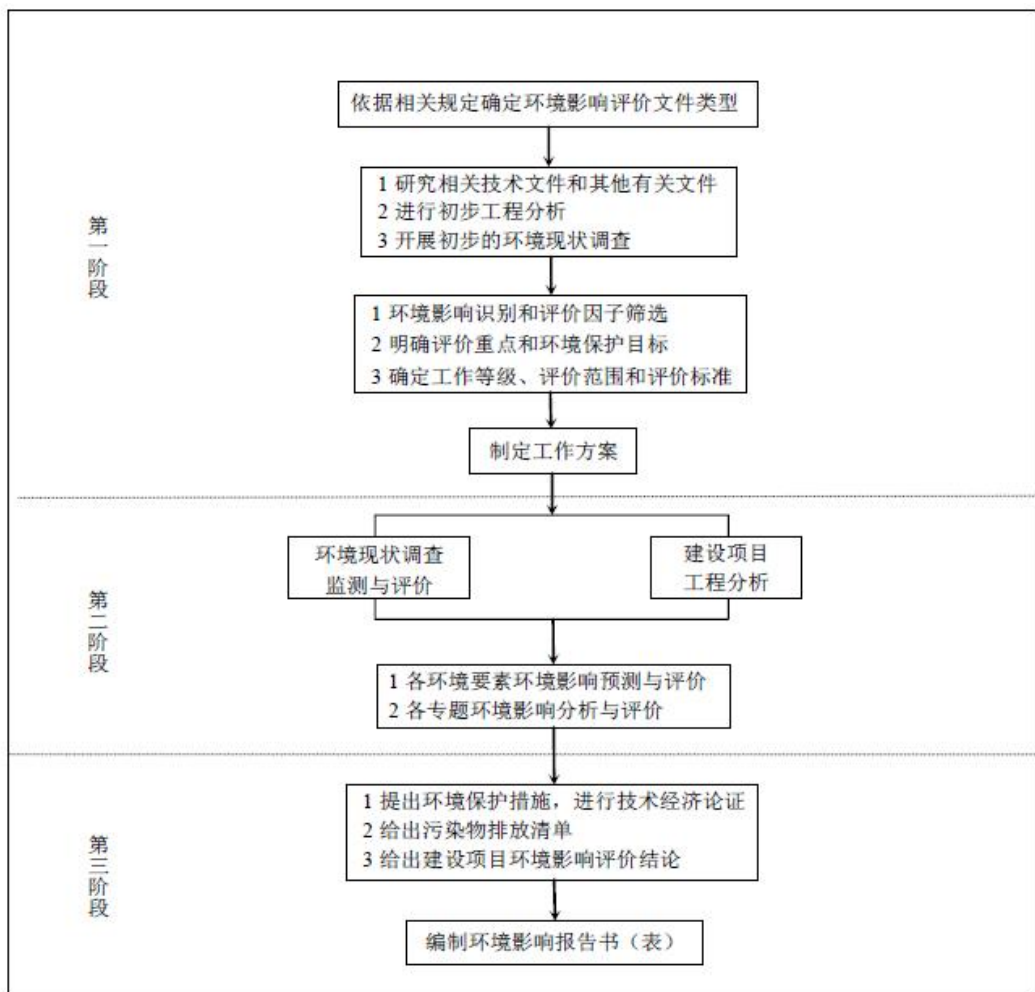 依据相关规定确定环境影响评价文件类型
1 研究相关技术文件和其他有关文件
2 进行初步工程分析
3 开展初步的环境现状调查
第一阶段
1 环境影响识别和评价因子筛选
2 明确评价重点和环境保护目标
3 确定工作等级、评价范围和评价标准
制定工作方案
环境现状调查
监测与评价
建设项目
工程分析
第二阶段
1 各环境要素环境影响预测与评价
2 各专题环境影响分析与评价
1 提出环境保护措施，进行技术经济论证
2 给出污染物排放清单
3 给出建设项目环境影响评价结论
第三阶段
编制环境影响报告书（表）